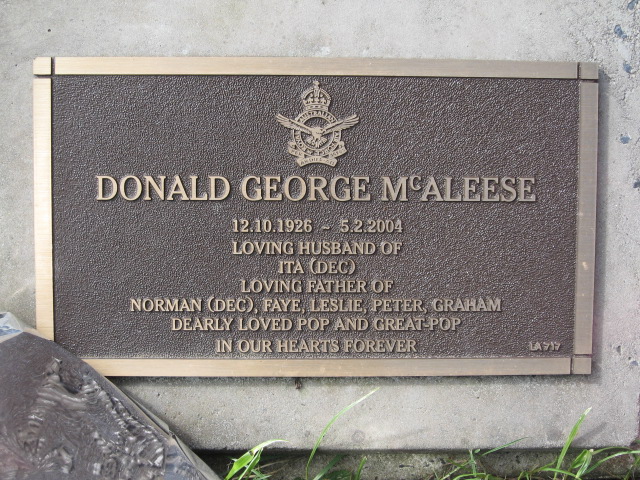 AUSTRALIAN
DONALD GEORGE McALEESE
12.10.1926 - 5.2.2004
LOVING HUSBAND OF
ITA (DEC)
LOVING FATHER OF
NORMAN (DEC), FAYE, LESLIE, PETER, GRAHAM
DEARLY LOVED POP AND GREAT-POP
IN OUR HEARTS FOREVER